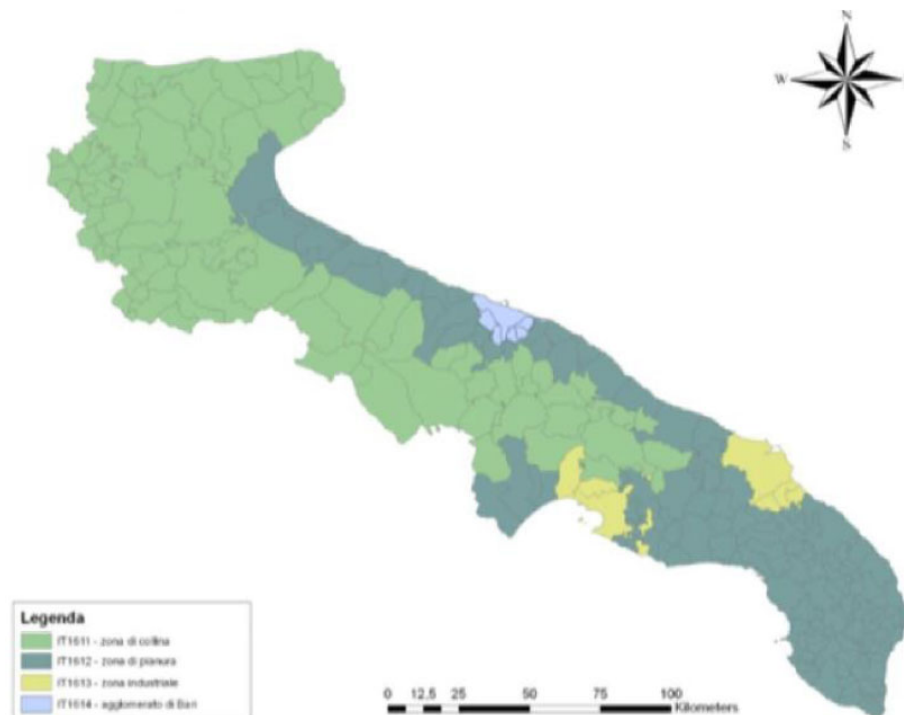 N
W
S
Legenda
IT1611 - zona di collina
IT1612 - zona di pianura
IT1613 - zona industriale
IT1614 - agglomerato di Bari
0 12,5 25 50 75 100
Kilometers